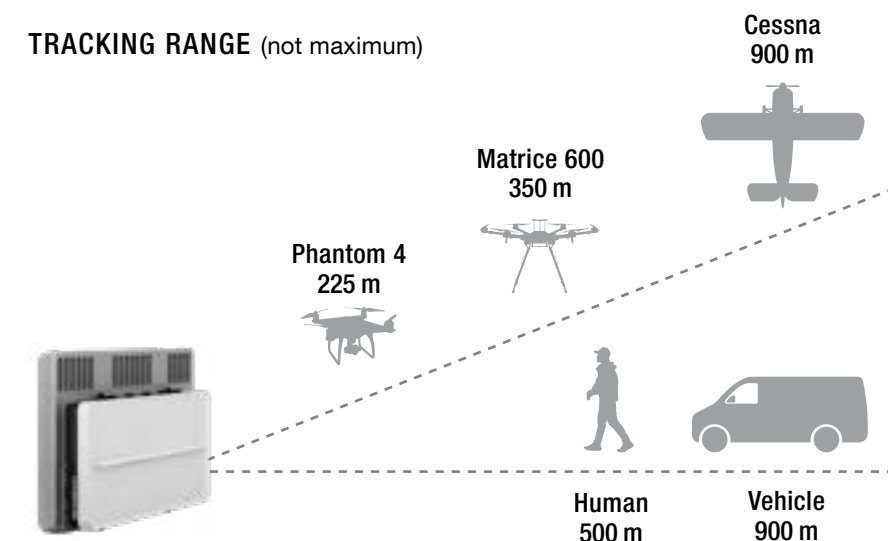 TRACKING RANGE (not maximum)
Cessna
900 m
Matrice 600
350 m
Phantom 4
225 m
Human
500 m
Vehicle
900 m